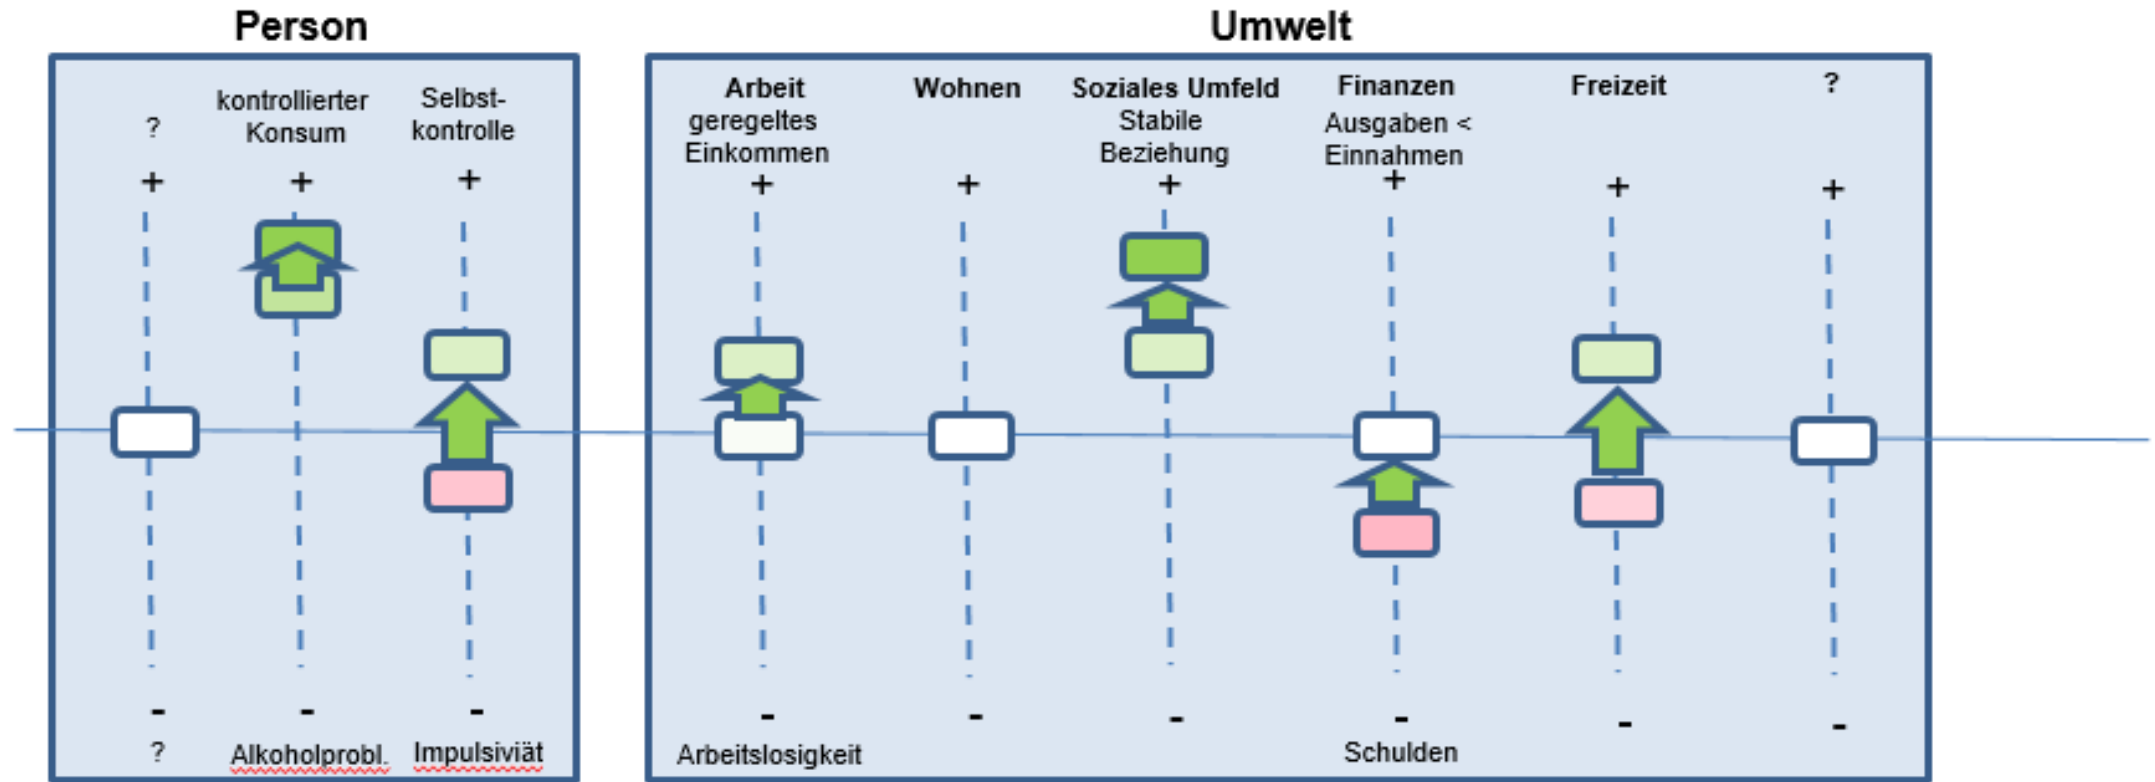 Person
Umwelt
?
kontrollierter
Konsum
Selbst-
kontrolle
Arbeit
geregeltes
Einkommen
Wohnen
Soziales Umfeld
Stabile
Beziehung
Finanzen
Ausgaben <
Einnahmen
Freizeit
?
+ + + + + + + + +
- - - - - - - - -
?
Alkoholprobl.
Impulsiviät
Arbeitslosigkeit
Schulden